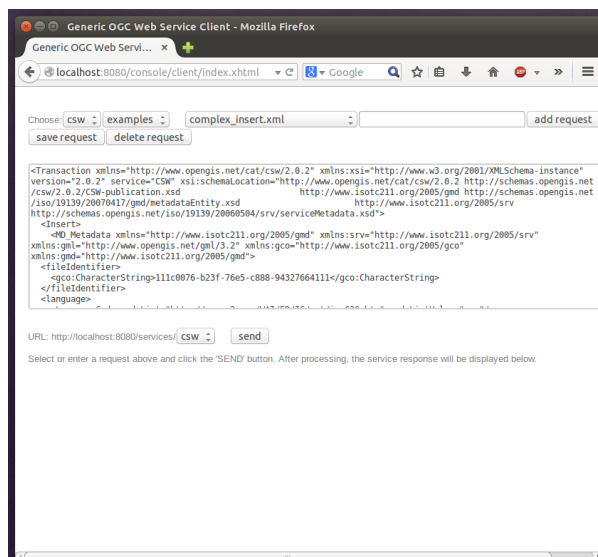 Generic OGC Web Service Client - Mozilla Firefox
Generic OGC Web Servi... ×
localhost:8080/console/client/index.xhtml Google ABP »
Choose: csw examples complex_insert.xml add request
save request delete request
<Transaction xmlns="http://www.opengis.net/cat/csw/2.0.2" xmlns:xsi="http://www.w3.org/2001/XMLSchema-instance"
version="2.0.2" service="CSW" xsi:schemaLocation="http://www.opengis.net/cat/csw/2.0.2 http://schemas.opengis.net
/csw/2.0.2/CSW-publication.xsd http://www.isotc211.org/2005/gmd http://schemas.opengis.net
/iso/19139/20070417/gmd/metadataEntity.xsd http://www.isotc211.org/2005/srv
http://schemas.opengis.net/iso/19139/20060504/srv/serviceMetadata.xsd">
<Insert>
<MD_Metadata xmlns="http://www.isotc211.org/2005/gmd" xmlns:srv="http://www.isotc211.org/2005/srv"
xmlns:gml="http://www.opengis.net/gml/3.2" xmlns:gco="http://www.isotc211.org/2005/gco"
xmlns:gmd="http://www.isotc211.org/2005/gmd">
<fileIdentifier>
<gco:CharacterString>111c0076-b23f-76e5-c888-94327664111</gco:CharacterString>
</fileIdentifier>
<language>
URL: http://localhost:8080/services/ csw send
Select or enter a request above and click the 'SEND' button. After processing, the service response will be displayed below.